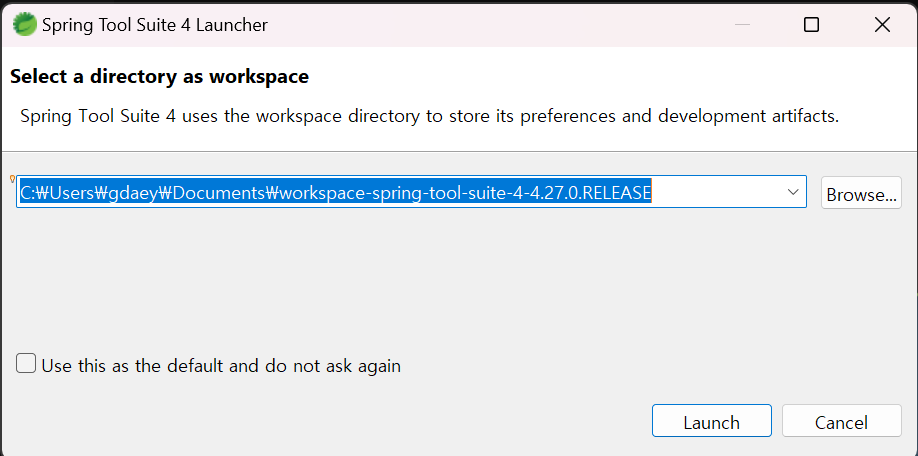 Spring Tool Suite 4 Launcher
Select a directory as workspace
Spring Tool Suite 4 uses the workspace directory to store its preferences and development artifacts.
C:₩Users₩gdaey₩Documents₩workspace-spring-tool-suite-4-4.27.0.RELEASE
Browse...
Use this as the default and do not ask again
Launch
Cancel